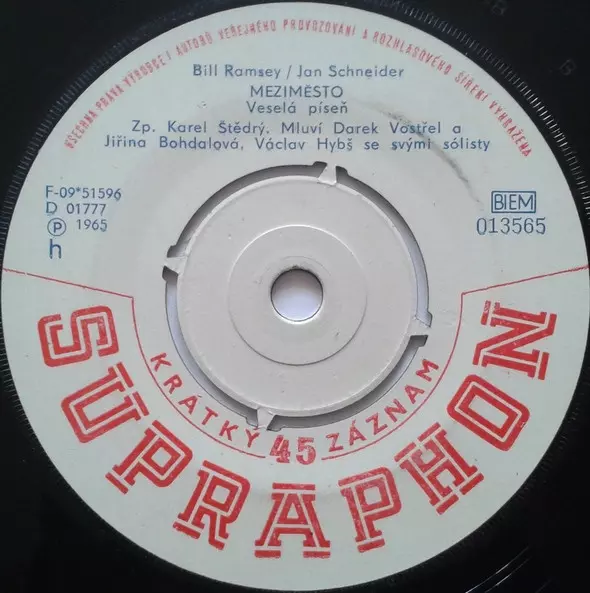 VŠECHNA PRÁVA VÝROBCE I AUTORŮ VEŘEJNÉHO PROVOZOVÁNÍ A ROZHLASOVÉHO ŠÍŘENÍ VYHRAŽENA
Bill Ramsey / Jan Schneider
MEZIMĚSTO
Veselá píseň
Zp. Karel Štědrý, Mluví Darek Vostřel a
Jiřina Bohdalová, Václav Hybš se svými sólisty
F-09*51596
D 01777
Ⓟ 1965
h
BIEM
013565
KRÁTKÝ 45 ZÁZNAM
SUPRAPHON